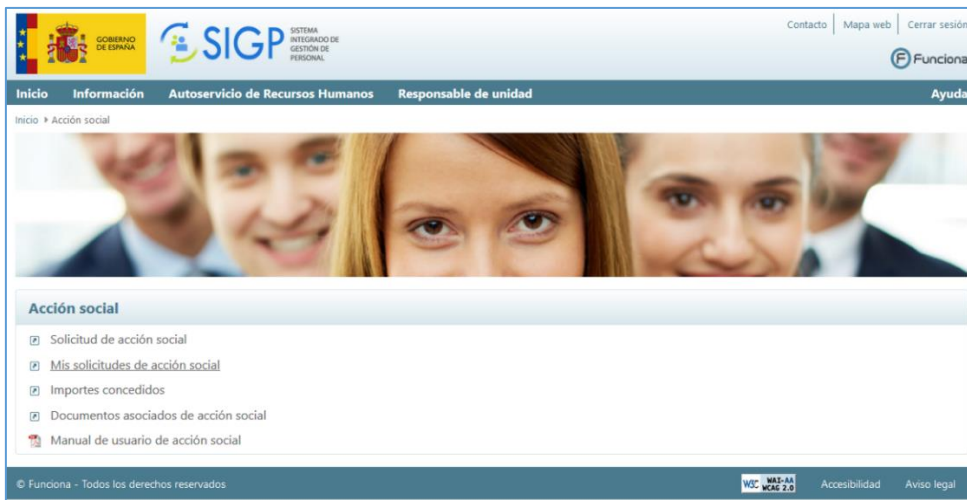 Contacto
Mapa web
Cerrar sesión
GOBIERNO
DE ESPAÑA
SIGP
SISTEMA
INTEGRADO DE
GESTIÓN DE
PERSONAL
F Funciona
Inicio Información Autoservicio de Recursos Humanos Responsable de unidad Ayuda
Inicio Acción social
Acción social
Solicitud de acción social
Mis solicitudes de acción social
Importes concedidos
Documentos asociados de acción social
Manual de usuario de acción social
© Funciona - Todos los derechos reservados
W3C WAI-AA
WCAG 2.0
Accesibilidad
Aviso legal